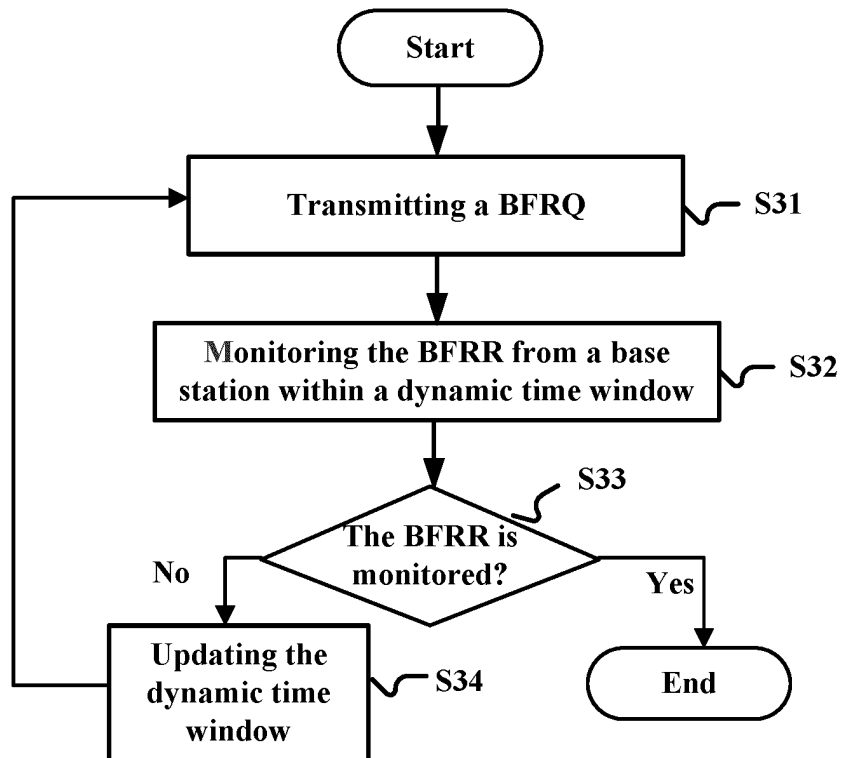 Start
Transmitting a BFRQ
S31
Monitoring the BFRR from a base
station within a dynamic time window
S32
S33
The BFRR is
monitored?
No
Yes
Updating the
dynamic time
window
S34
End